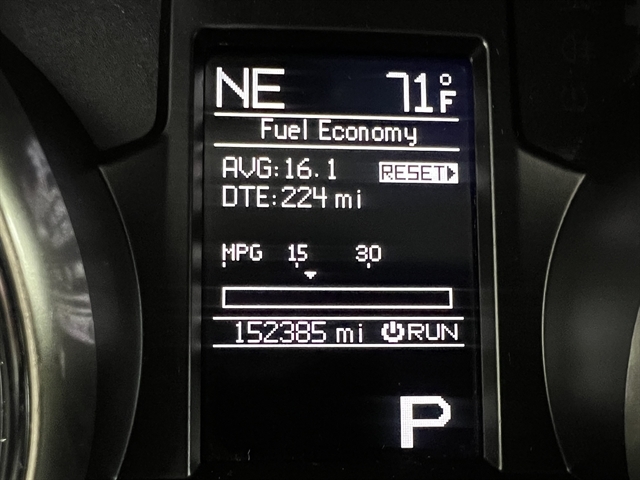 NE 71°F
Fuel Economy
AVG:16.1 RESET
DTE:224 mi
MPG 15 30
152385 mi RUN
P